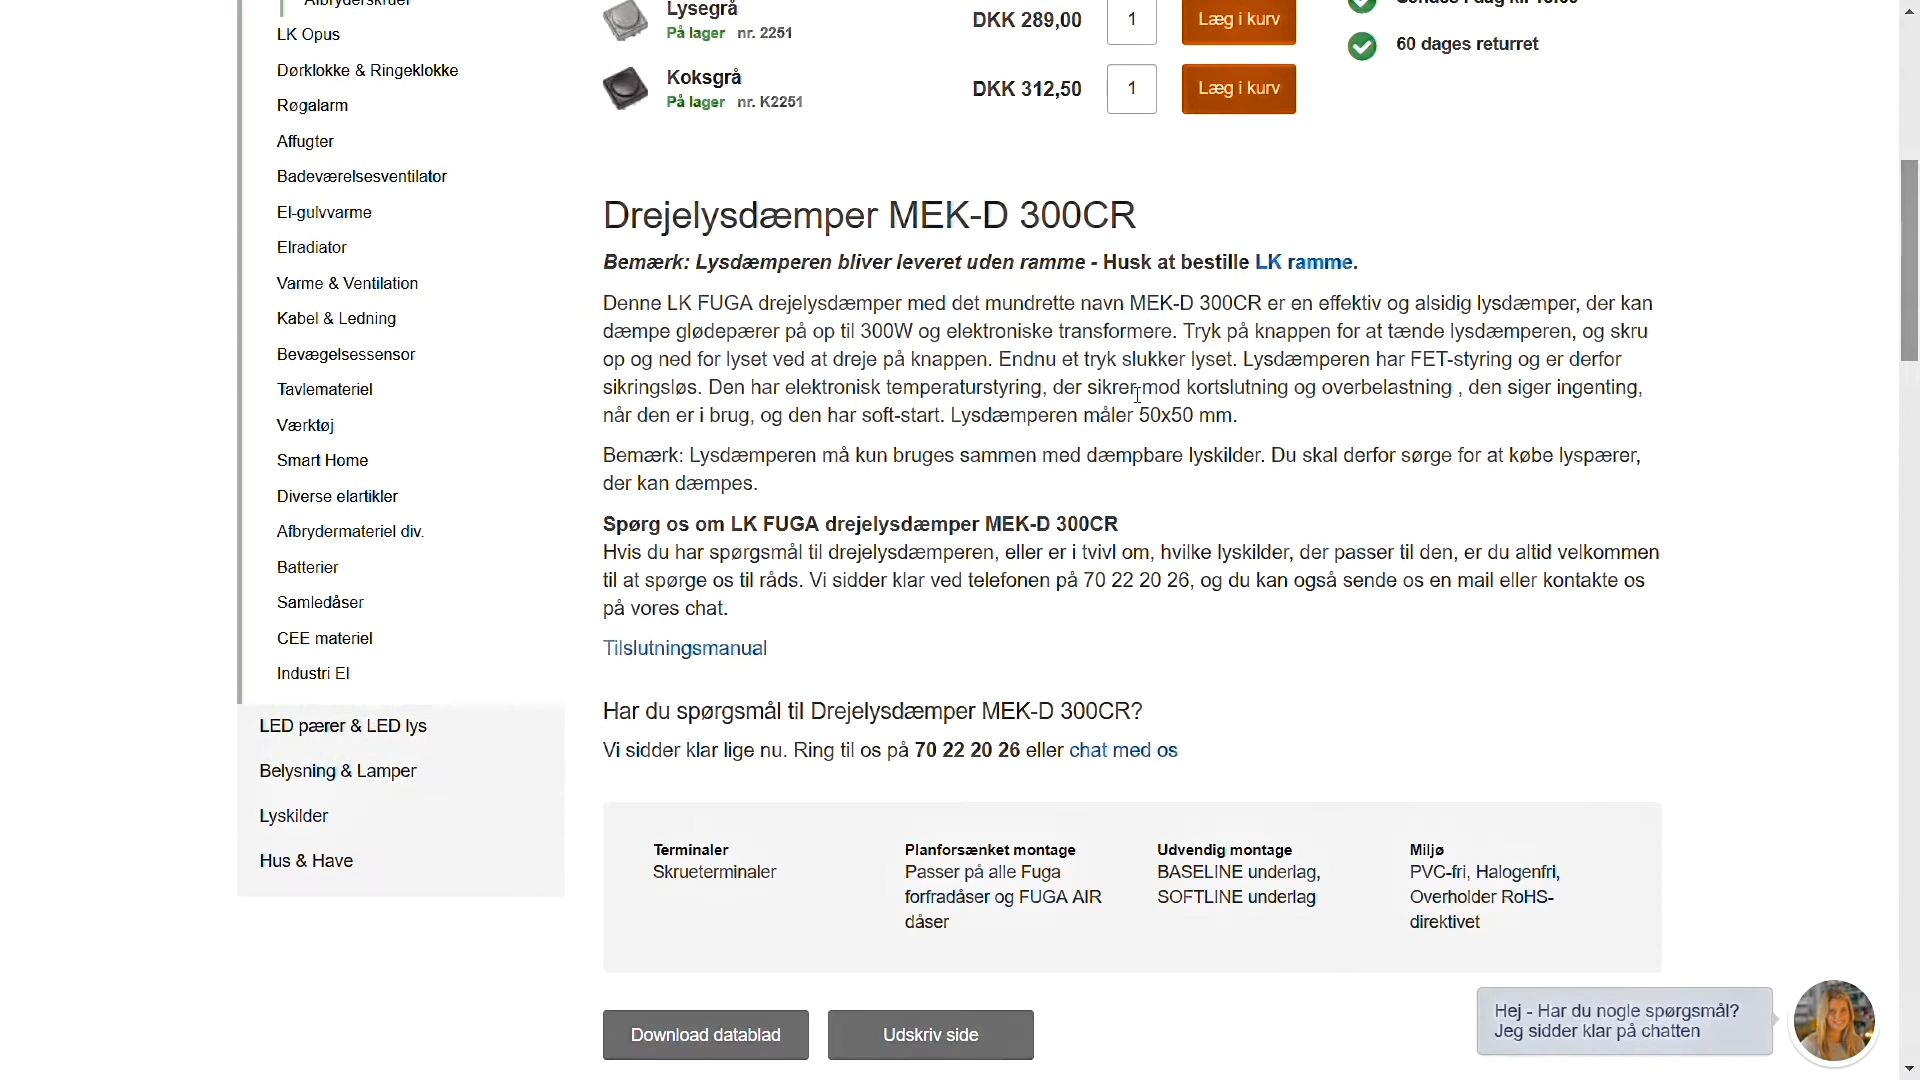 LK Opus
Dørklokke & Ringeklokke
Røgalarm
Affugter
Badeværelsesventilator
El-gulvvarme
Elradiator
Varme & Ventilation
Kabel & Ledning
Bevægelsessensor
Tavlemateriel
Værktøj
Smart Home
Diverse elartikler
Afbrydermateriel div.
Batterier
Samledåser
CEE materiel
Industri El
LED pærer & LED lys
Belysning & Lamper
Lyskilder
Hus & Have
Lysegrå
På lager nr. 2251
DKK 289,00
1
Læg i kurv
Koksgrå
På lager nr. K2251
DKK 312,50
1
Læg i kurv
60 dages returret
Drejelysdæmper MEK-D 300CR
Bemærk: Lysdæmperen bliver leveret uden ramme - Husk at bestille LK ramme.
Denne LK FUGA drejelysdæmper med det mundrette navn MEK-D 300CR er en effektiv og alsidig lysdæmper, der kan
dæmpe glødepærer på op til 300W og elektroniske transformere. Tryk på knappen for at tænde lysdæmperen, og skru
op og ned for lyset ved at dreje på knappen. Endnu et tryk slukker lyset. Lysdæmperen har FET-styring og er derfor
sikringsløs. Den har elektronisk temperaturstyring, der sikrer mod kortslutning og overbelastning , den siger ingenting,
når den er i brug, og den har soft-start. Lysdæmperen måler 50x50 mm.
Bemærk: Lysdæmperen må kun bruges sammen med dæmpbare lyskilder. Du skal derfor sørge for at købe lyspærer,
der kan dæmpes.
Spørg os om LK FUGA drejelysdæmper MEK-D 300CR
Hvis du har spørgsmål til drejelysdæmperen, eller er i tvivl om, hvilke lyskilder, der passer til den, er du altid velkommen
til at spørge os til råds. Vi sidder klar ved telefonen på 70 22 20 26, og du kan også sende os en mail eller kontakte os
på vores chat.
Tilslutningsmanual
Har du spørgsmål til Drejelysdæmper MEK-D 300CR?
Vi sidder klar lige nu. Ring til os på 70 22 20 26 eller chat med os
Terminaler
Skrueterminaler
Planforsænket montage
Passer på alle Fuga
forfradåser og FUGA AIR
dåser
Udvendig montage
BASELINE underlag,
SOFTLINE underlag
Miljø
PVC-fri, Halogenfri,
Overholder RoHS-
direktivet
Download datablad
Udskriv side
Hej - Har du nogle spørgsmål?
Jeg sidder klar på chatten